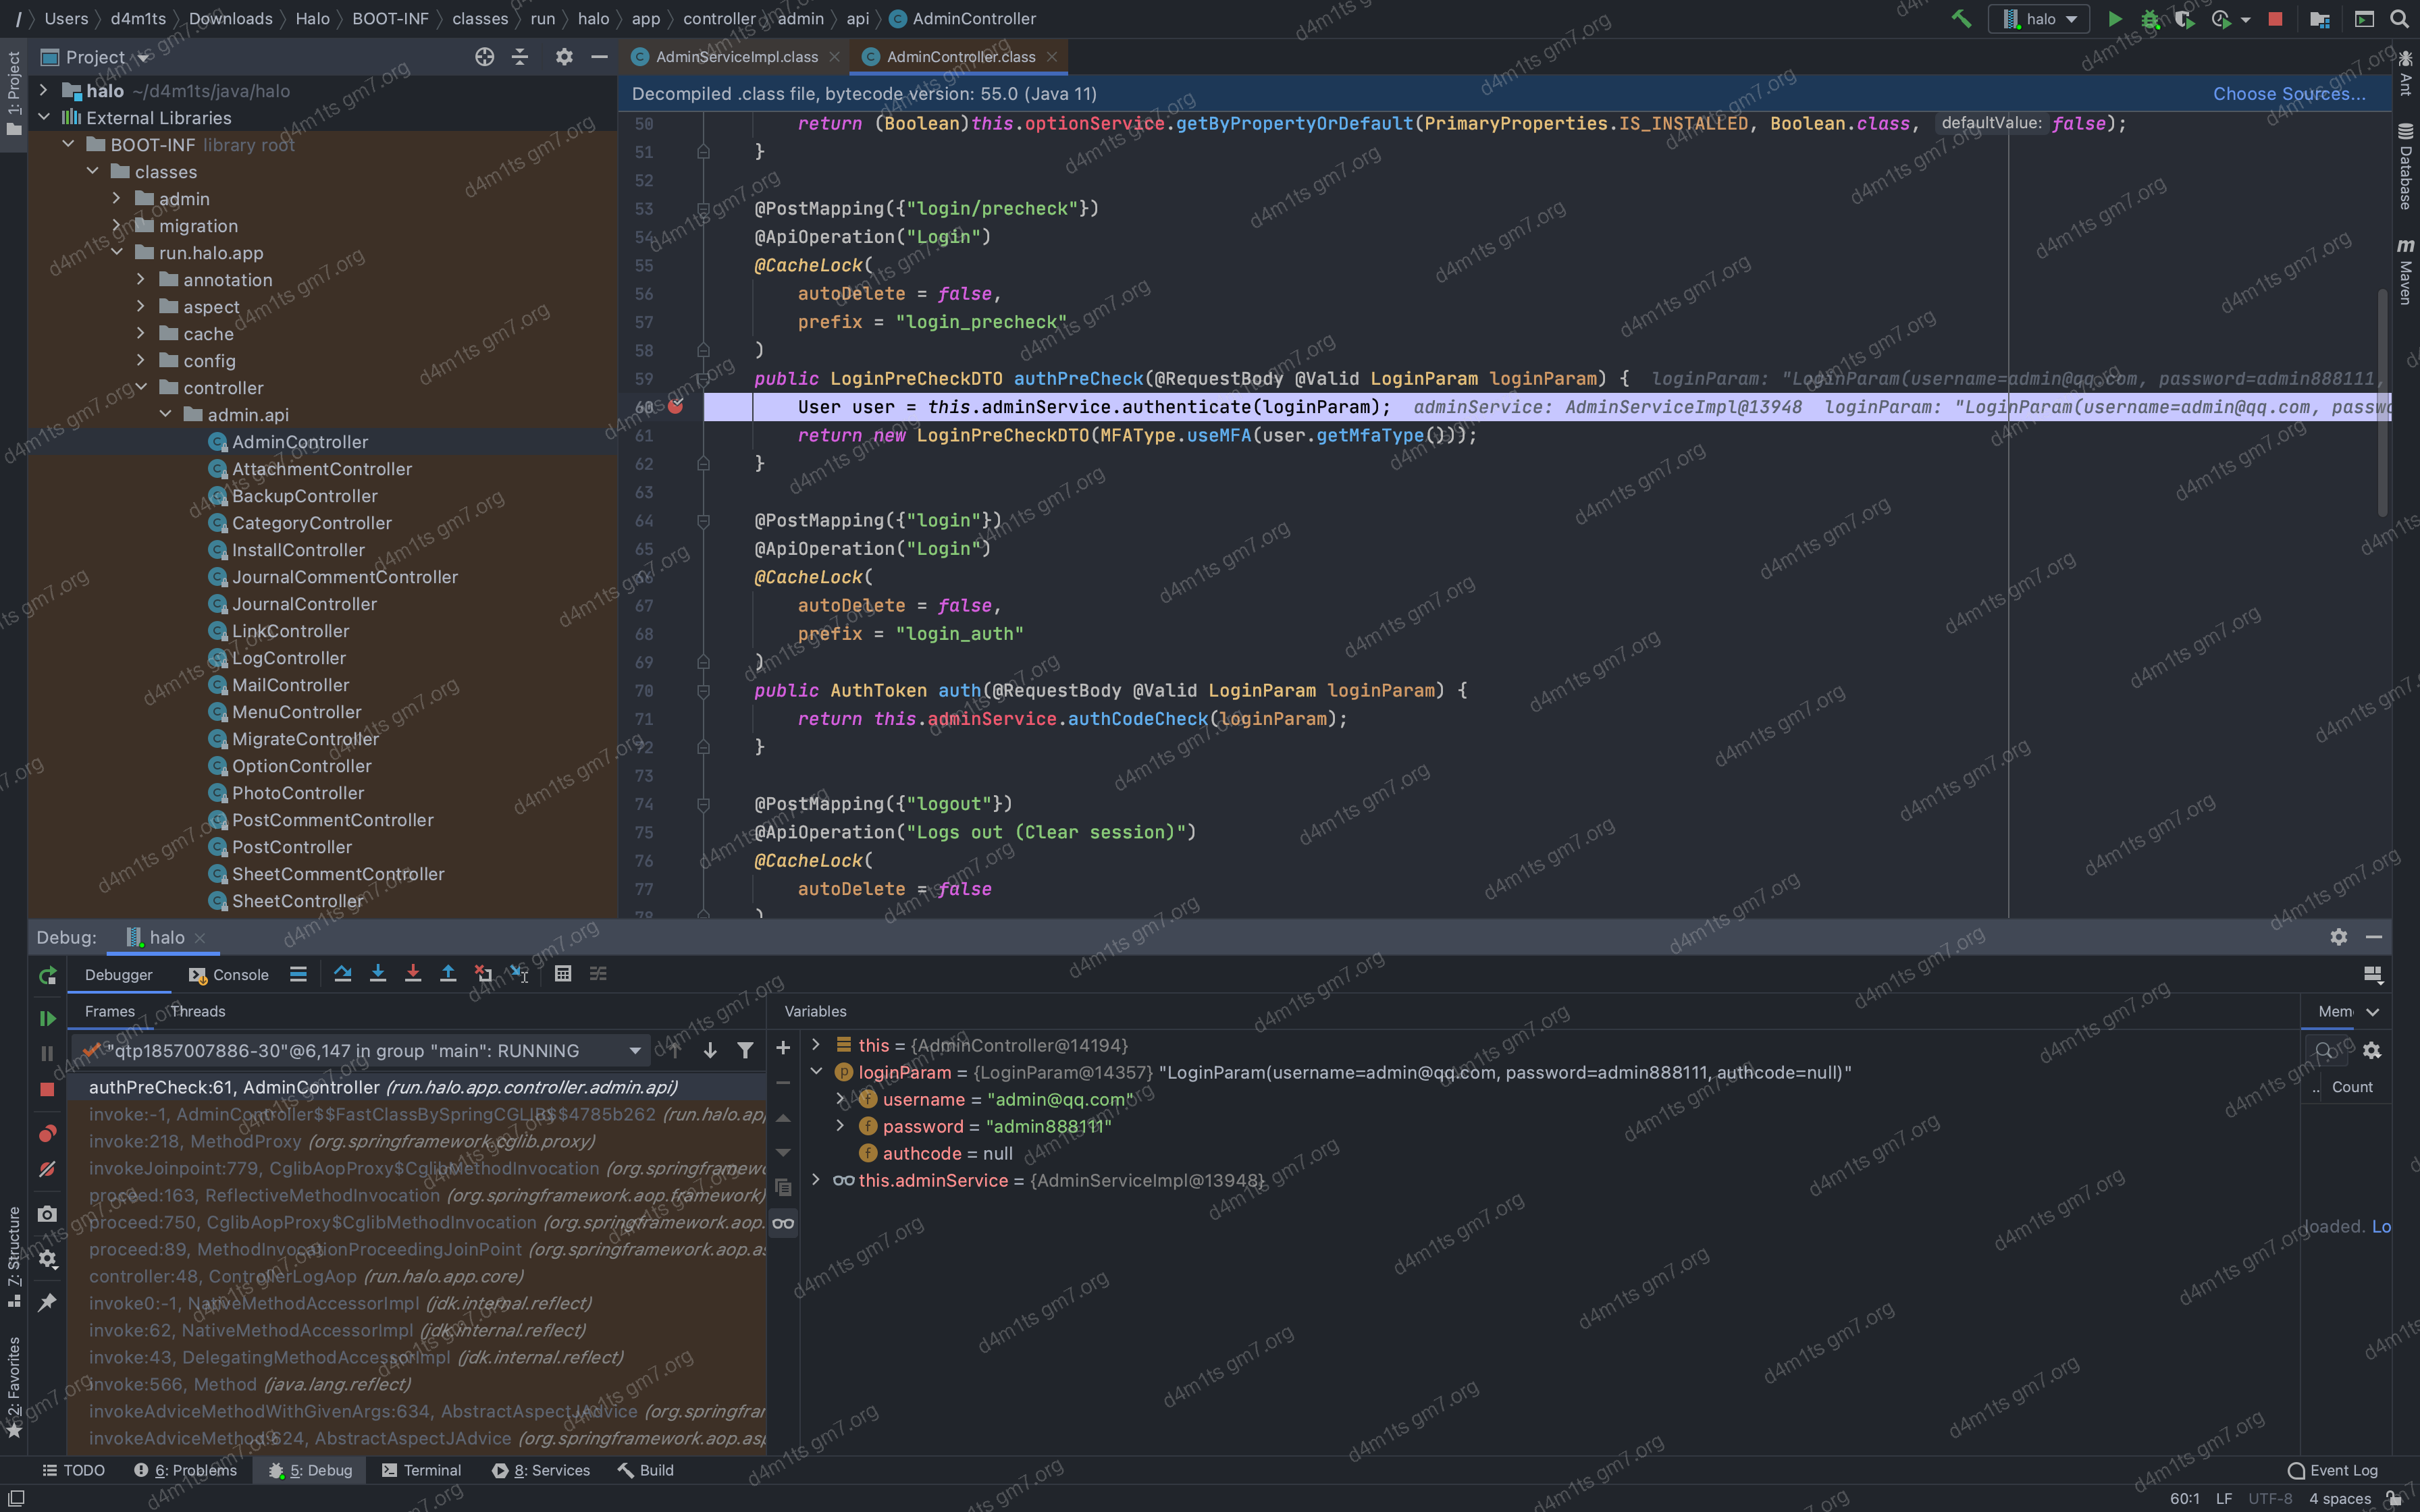 / Users d4m1ts Downloads Halo BOOT-INF classes run halo app controller admin api AdminController
halo
1: Project
Project
AdminServiceImpl.class
AdminController.class
halo ~/d4m1ts/java/halo
External Libraries
BOOT-INF library root
classes
admin
migration
run.halo.app
annotation
aspect
cache
config
controller
admin.api
AdminController
AttachmentController
BackupController
CategoryController
InstallController
JournalCommentController
JournalController
LinkController
LogController
MailController
MenuController
MigrateController
OptionController
PhotoController
PostCommentController
PostController
SheetCommentController
SheetController
Decompiled .class file, bytecode version: 55.0 (Java 11)
Choose Sources...
50 return (Boolean)this.optionService.getByPropertyOrDefault(PrimaryProperties.IS_INSTALLED, Boolean.class, defaultValue: false);
51 }
52
53 @PostMapping({"login/precheck"})
54 @ApiOperation("Login")
55 @CacheLock(
56 autoDelete = false,
57 prefix = "login_precheck"
58 )
59 public LoginPreCheckDTO authPreCheck(@RequestBody @Valid LoginParam loginParam) { loginParam: "LoginParam(username=admin@qq.com, password=admin888111,
60 User user = this.adminService.authenticate(loginParam); adminService: AdminServiceImpl@13948 loginParam: "LoginParam(username=admin@qq.com, passw
61 return new LoginPreCheckDTO(MFAType.useMFA(user.getMfaType()));
62 }
63
64 @PostMapping({"login"})
65 @ApiOperation("Login")
66 @CacheLock(
67 autoDelete = false,
68 prefix = "login_auth"
69 )
70 public AuthToken auth(@RequestBody @Valid LoginParam loginParam) {
71 return this.adminService.authCodeCheck(loginParam);
72 }
73
74 @PostMapping({"logout"})
75 @ApiOperation("Logs out (Clear session)")
76 @CacheLock(
77 autoDelete = false
78 )
Ant
Database
m Maven
Debug: halo
Debugger
Console
Frames
Threads
"qtp1857007886-30"@6,147 in group "main": RUNNING
authPreCheck:61, AdminController (run.halo.app.controller.admin.api)
invoke:-1, AdminController$$FastClassBySpringCGLIB$$4785b262 (run.halo.app
invoke:218, MethodProxy (org.springframework.cglib.proxy)
invokeJoinpoint:779, CglibAopProxy$CglibMethodInvocation (org.springframewo
proceed:163, ReflectiveMethodInvocation (org.springframework.aop.framework)
proceed:750, CglibAopProxy$CglibMethodInvocation (org.springframework.aop.
proceed:89, MethodInvocationProceedingJoinPoint (org.springframework.aop.as
controller:48, ControllerLogAop (run.halo.app.core)
invoke0:-1, NativeMethodAccessorImpl (jdk.internal.reflect)
invoke:62, NativeMethodAccessorImpl (jdk.internal.reflect)
invoke:43, DelegatingMethodAccessorImpl (jdk.internal.reflect)
invoke:566, Method (java.lang.reflect)
invokeAdviceMethodWithGivenArgs:634, AbstractAspectJAdvice (org.springfran
invokeAdviceMethod:624, AbstractAspectJAdvice (org.springframework.aop.asp
Variables
this = {AdminController@14194}
loginParam = {LoginParam@14357} "LoginParam(username=admin@qq.com, password=admin888111, authcode=null)"
username = "admin@qq.com"
password = "admin888111"
authcode = null
this.adminService = {AdminServiceImpl@13948}
Mem
.. Count
loaded. Lo
7: Structure
2: Favorites
TODO
6: Problems
5: Debug
Terminal
8: Services
Build
Event Log
60:1 LF UTF-8 4 spaces
d4m1ts gm7.org